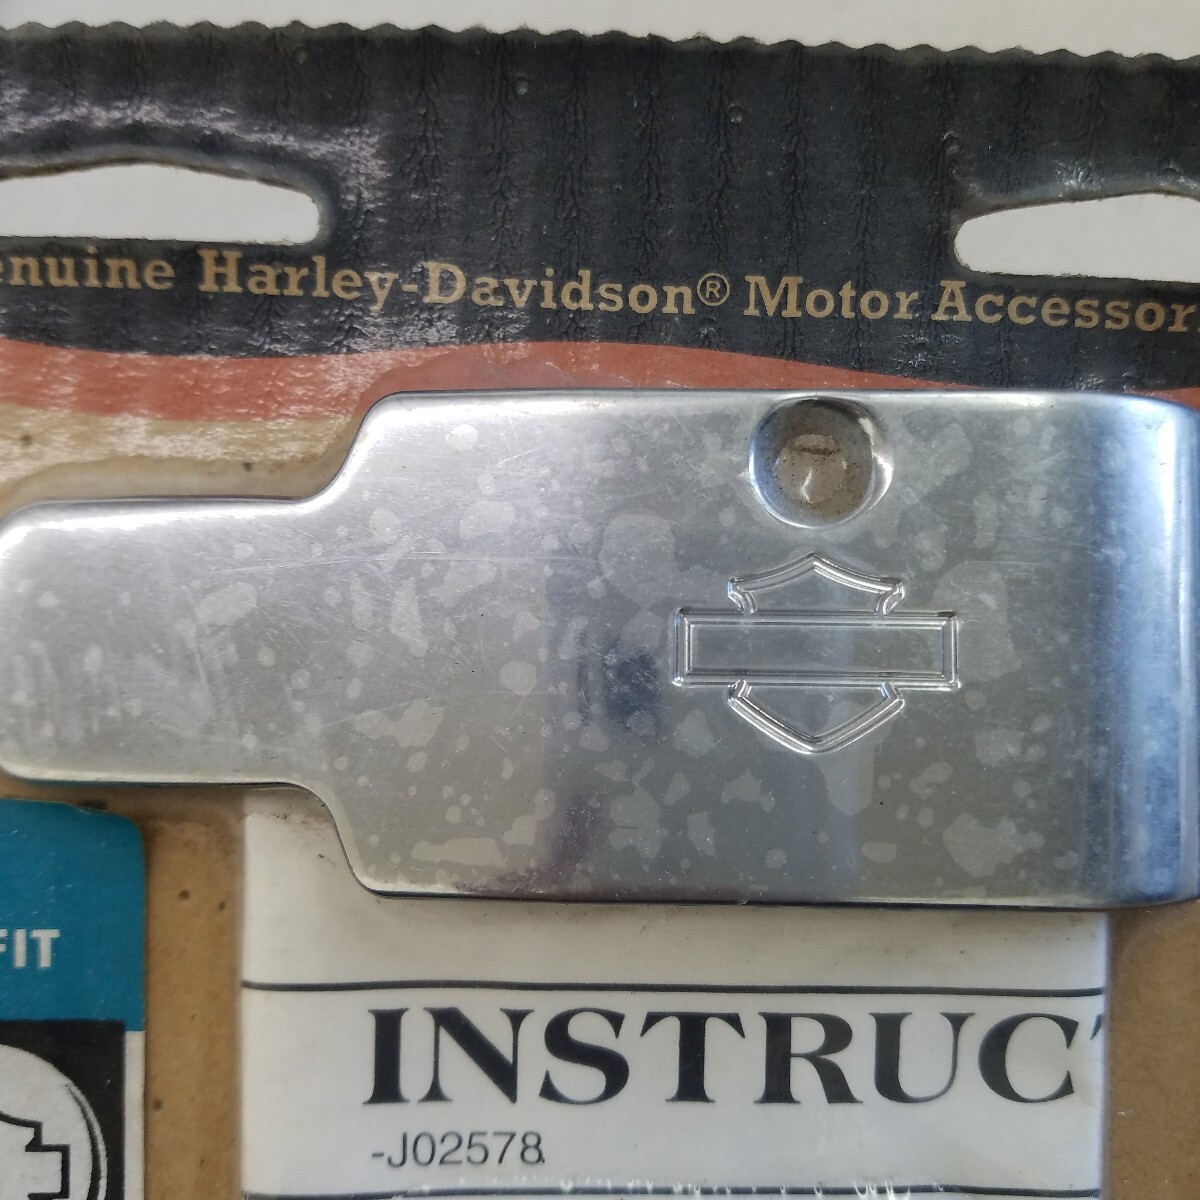 enuine Harley-Davidson® Motor Accessor
FIT
INSTRUC
-J02578